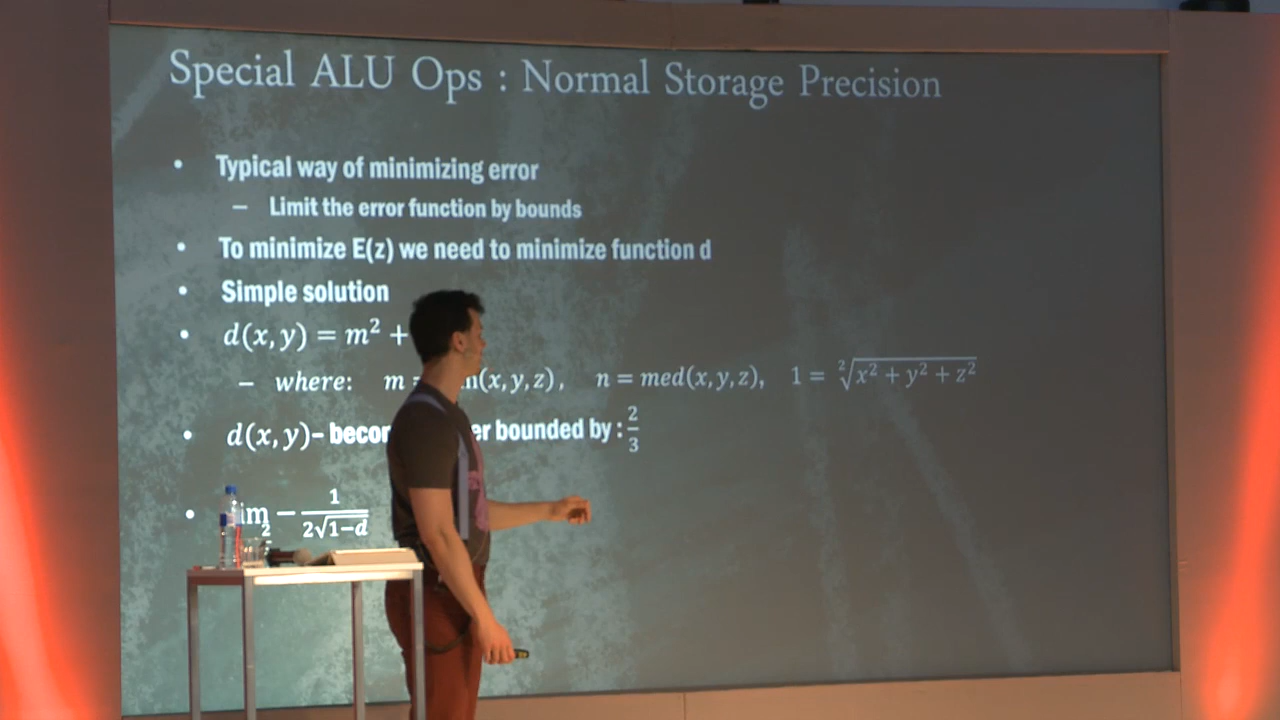 Special ALU Ops : Normal Storage Precision
• Typical way of minimizing error
– Limit the error function by bounds
• To minimize E(z) we need to minimize function d
• Simple solution
• d(x, y) = m² +
– where: m = (x, y, z), n = med(x, y, z), 1 = ²√(x² + y² + z²)
• d(x, y)– bounded by : 2/3
• − 1/(2√(1−d))